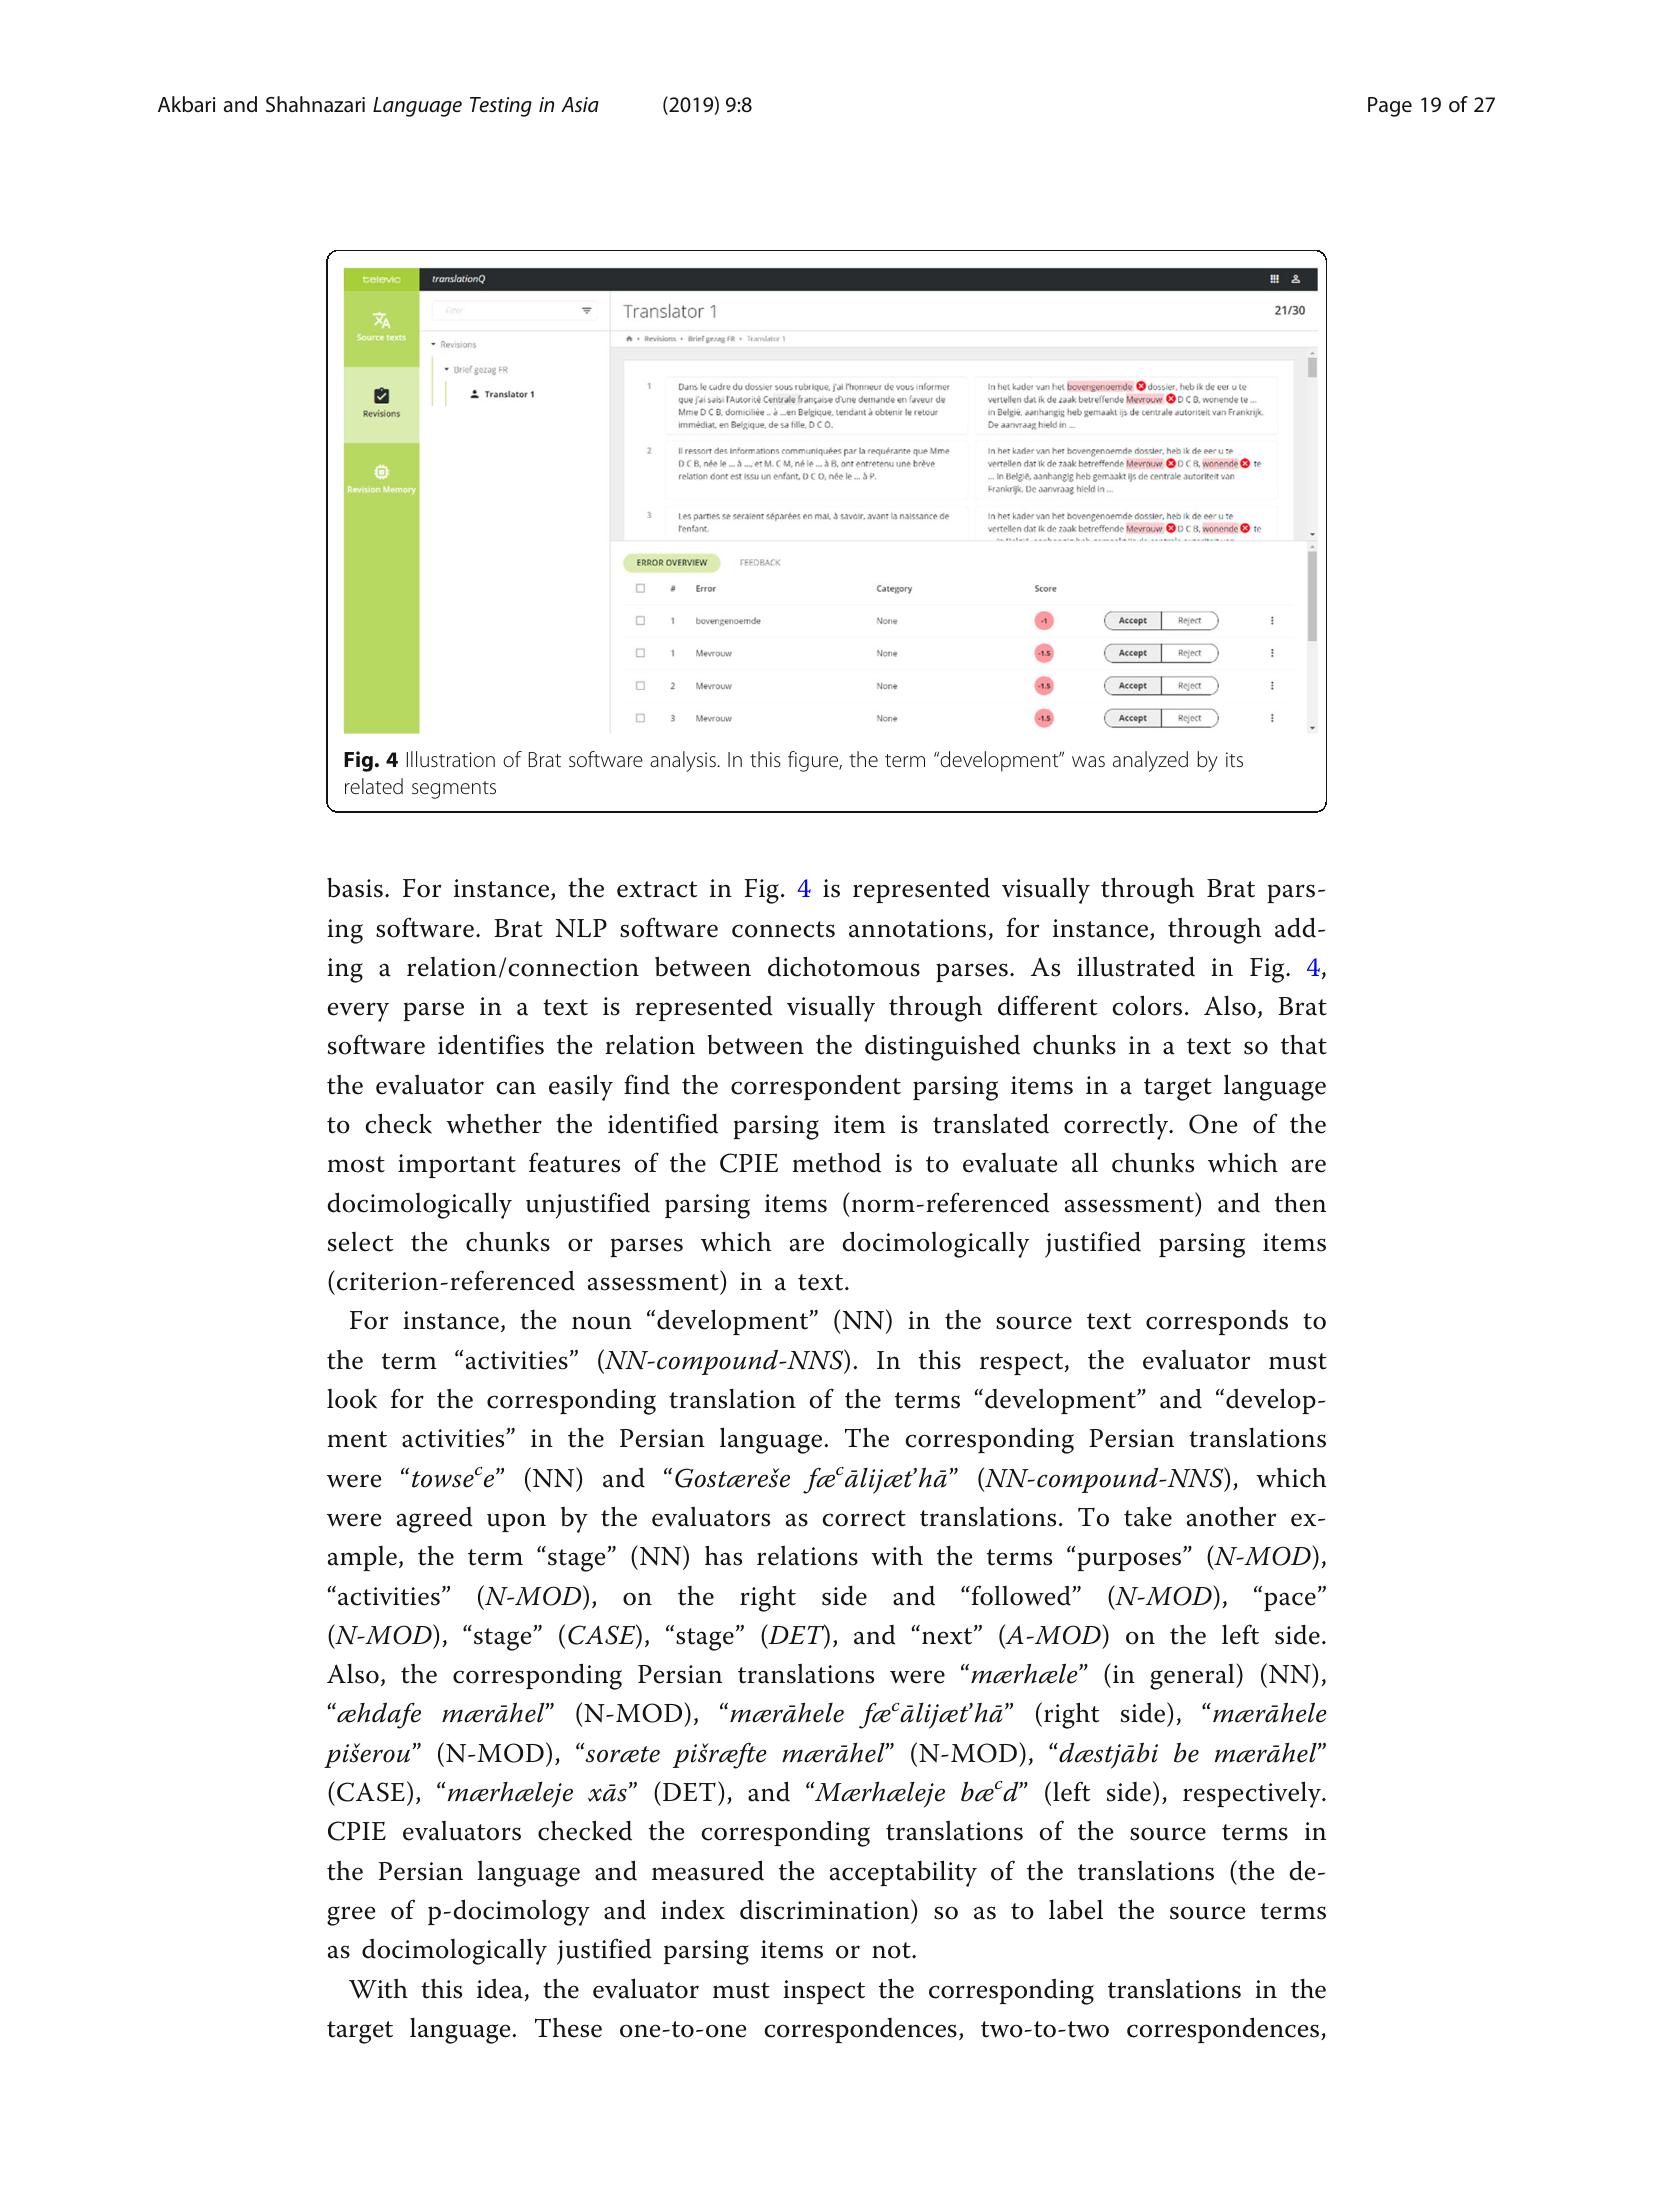 Akbari and Shahnazari Language Testing in Asia (2019) 9:8 Page 19 of 27
televic translationQ
Filter
Translator 1 21/30
Source texts
Revisions
Brief gezag FR
Translator 1
Revisions
Revision Memory
Revisions • Brief gezag FR • Translator 1
1 Dans le cadre du dossier sous rubrique, j'ai l'honneur de vous informer
que j'ai saisi l'Autorité Centrale française d'une demande en faveur de
Mme D C B, domiciliée .. à ...en Belgique, tendant à obtenir le retour
immédiat, en Belgique, de sa fille, D C O.
In het kader van het bovengenoemde dossier, heb ik de eer u te
vertellen dat ik de zaak betreffende Mevrouw D C B, wonende te ...
in België, aanhangig heb gemaakt ijs de centrale autoriteit van Frankrijk.
De aanvraag hield in ...
2 Il ressort des informations communiquées par la requérante que Mme
D C B, née le ... à ..., et M. C M, né le ... à B, ont entretenu une brève
relation dont est issu un enfant, D C O, née le ... à P.
In het kader van het bovengenoemde dossier, heb ik de eer u te
vertellen dat ik de zaak betreffende Mevrouw D C B, wonende te
... in België, aanhangig heb gemaakt ijs de centrale autoriteit van
Frankrijk. De aanvraag hield in ...
3 Les parties se seraient séparées en mai, à savoir, avant la naissance de
l'enfant.
In het kader van het bovengenoemde dossier, heb ik de eer u te
vertellen dat ik de zaak betreffende Mevrouw D C B, wonende te
ERROR OVERVIEW FEEDBACK
# Error Category Score
1 bovengenoemde None -1 Accept Reject
1 Mevrouw None -1.5 Accept Reject
2 Mevrouw None -1.5 Accept Reject
3 Mevrouw None -1.5 Accept Reject
Fig. 4 Illustration of Brat software analysis. In this figure, the term “development” was analyzed by its
related segments
basis. For instance, the extract in Fig. 4 is represented visually through Brat pars-
ing software. Brat NLP software connects annotations, for instance, through add-
ing a relation/connection between dichotomous parses. As illustrated in Fig. 4,
every parse in a text is represented visually through different colors. Also, Brat
software identifies the relation between the distinguished chunks in a text so that
the evaluator can easily find the correspondent parsing items in a target language
to check whether the identified parsing item is translated correctly. One of the
most important features of the CPIE method is to evaluate all chunks which are
docimologically unjustified parsing items (norm-referenced assessment) and then
select the chunks or parses which are docimologically justified parsing items
(criterion-referenced assessment) in a text.
For instance, the noun “development” (NN) in the source text corresponds to
the term “activities” (NN-compound-NNS). In this respect, the evaluator must
look for the corresponding translation of the terms “development” and “develop-
ment activities” in the Persian language. The corresponding Persian translations
were “towseᶜe” (NN) and “Gostæreše fæᶜālijæt’hā” (NN-compound-NNS), which
were agreed upon by the evaluators as correct translations. To take another ex-
ample, the term “stage” (NN) has relations with the terms “purposes” (N-MOD),
“activities” (N-MOD), on the right side and “followed” (N-MOD), “pace”
(N-MOD), “stage” (CASE), “stage” (DET), and “next” (A-MOD) on the left side.
Also, the corresponding Persian translations were “mærhæle” (in general) (NN),
“æhdafe mærāhel” (N-MOD), “mærāhele fæᶜālijæt’hā” (right side), “mærāhele
pišerou” (N-MOD), “soræte pišræfte mærāhel” (N-MOD), “dæstjābi be mærāhel”
(CASE), “mærhæleje xās” (DET), and “Mærhæleje bæᶜd” (left side), respectively.
CPIE evaluators checked the corresponding translations of the source terms in
the Persian language and measured the acceptability of the translations (the de-
gree of p-docimology and index discrimination) so as to label the source terms
as docimologically justified parsing items or not.
With this idea, the evaluator must inspect the corresponding translations in the
target language. These one-to-one correspondences, two-to-two correspondences,